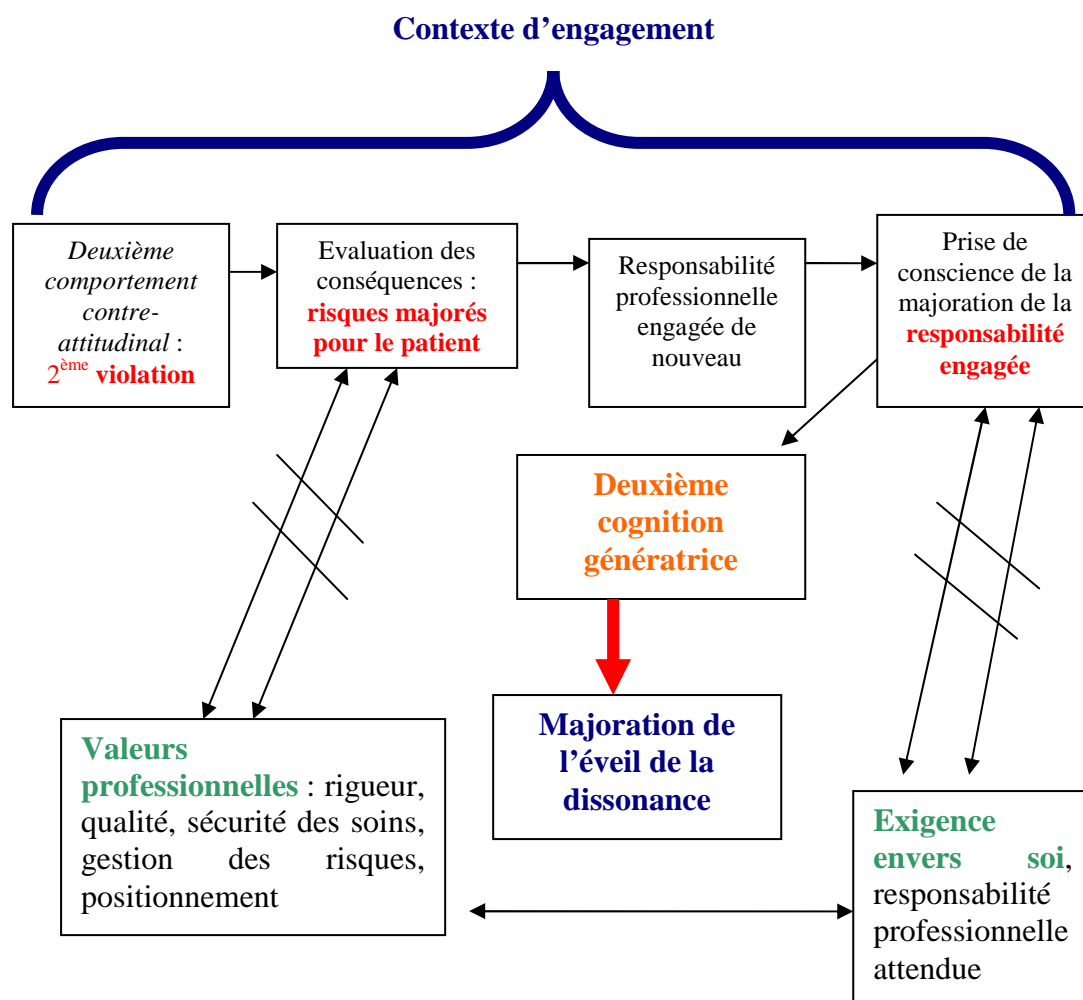 Contexte d’engagement
Deuxième
comportement
contre-
attitudinal :
2ème violation
Evaluation des
conséquences :
risques majorés
pour le patient
Responsabilité
professionnelle
engagée de
nouveau
Prise de
conscience de la
majoration de la
responsabilité
engagée
Deuxième
cognition
génératrice
Majoration de
l’éveil de la
dissonance
Valeurs
professionnelles : rigueur,
qualité, sécurité des soins,
gestion des risques,
positionnement
Exigence
envers soi,
responsabilité
professionnelle
attendue